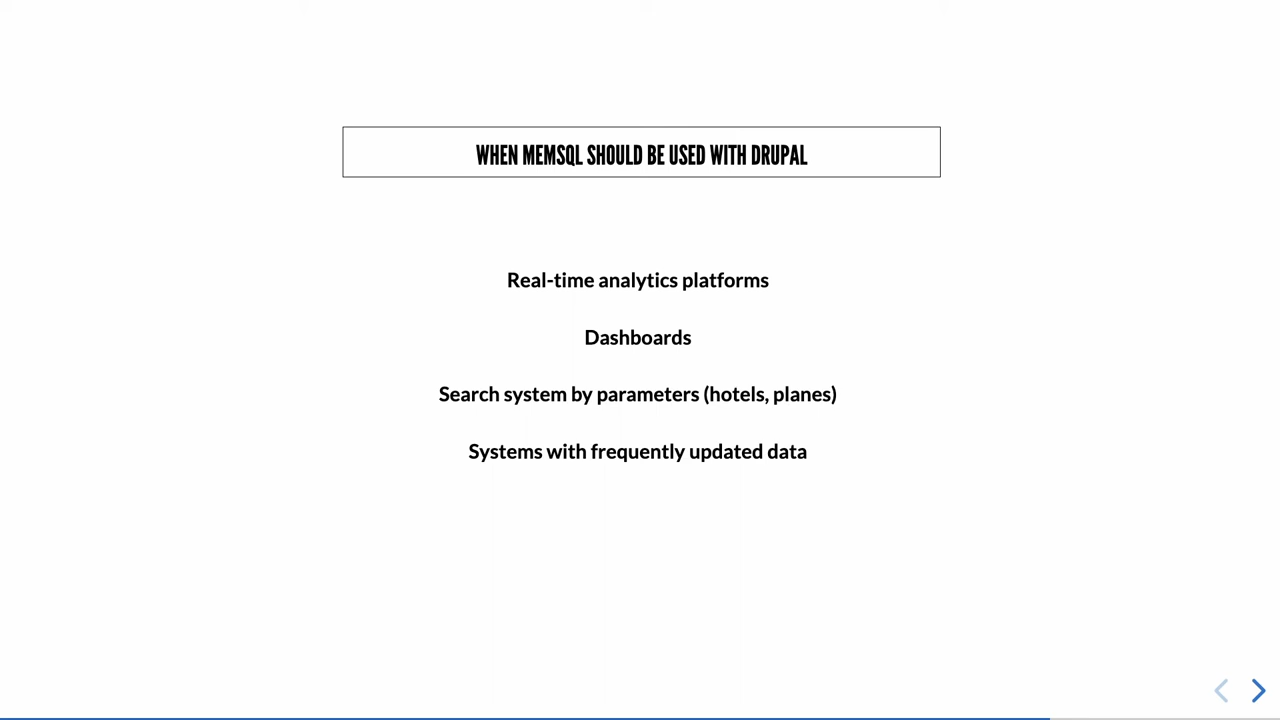 WHEN MEMSQL SHOULD BE USED WITH DRUPAL
Real-time analytics platforms
Dashboards
Search system by parameters (hotels, planes)
Systems with frequently updated data